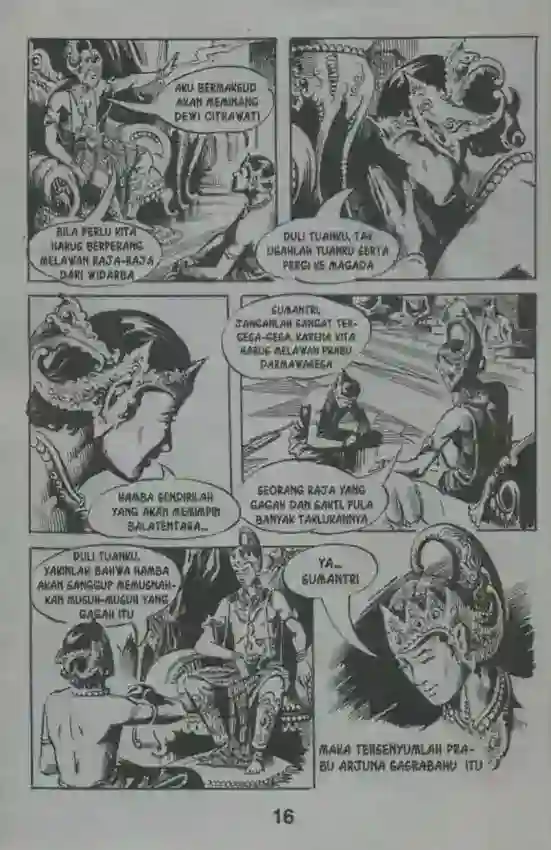 AKU BERMAKSUD
AKAN MEMINANG
DEWI CITRAWATI
BILA PERLU KITA
HARUS BERPERANG
MELAWAN RAJA-RAJA
DARI WIDARBA
DULI TUANKU, TAK
USAHLAH TUANKU SERTA
PERGI KE MAGADA
HAMBA SENDIRILAH
YANG AKAN MEMIMPIN
BALATENTARA...
SUMANTRI,
JANGANLAH SANGAT TER-
GESA-GESA, KARENA KITA
HARUS MELAWAN PRABU
DARMAWASESA
SEORANG RAJA YANG
GAGAH DAN SAKTI, PULA
BANYAK TAKLUKANNYA
DULI TUANKU,
YAKINLAH BAHWA HAMBA
AKAN SANGGUP MEMUSNAH-
KAN MUSUH-MUSUH YANG
GAGAH ITU
YA...
SUMANTRI
MAKA TERSENYUMLAH PRA-
BU ARJUNA SASRABAHU ITU
16